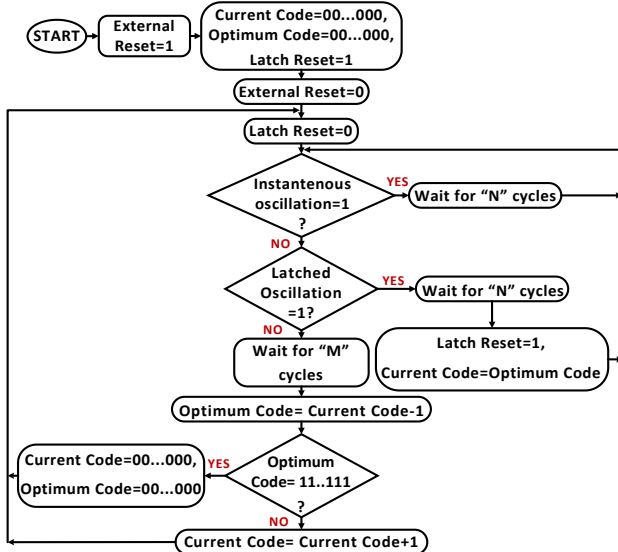 START
External
Reset=1
Current Code=00...000,
Optimum Code=00...000,
Latch Reset=1
External Reset=0
Latch Reset=0
Instantenous
oscillation=1
?
YES
Wait for “N” cycles
NO
Latched
Oscillation
=1?
YES
Wait for “N” cycles
NO
Wait for “M”
cycles
Latch Reset=1,
Current Code=Optimum Code
Optimum Code= Current Code-1
Optimum
Code= 11..111
?
YES
Current Code=00...000,
Optimum Code=00...000
NO
Current Code= Current Code+1